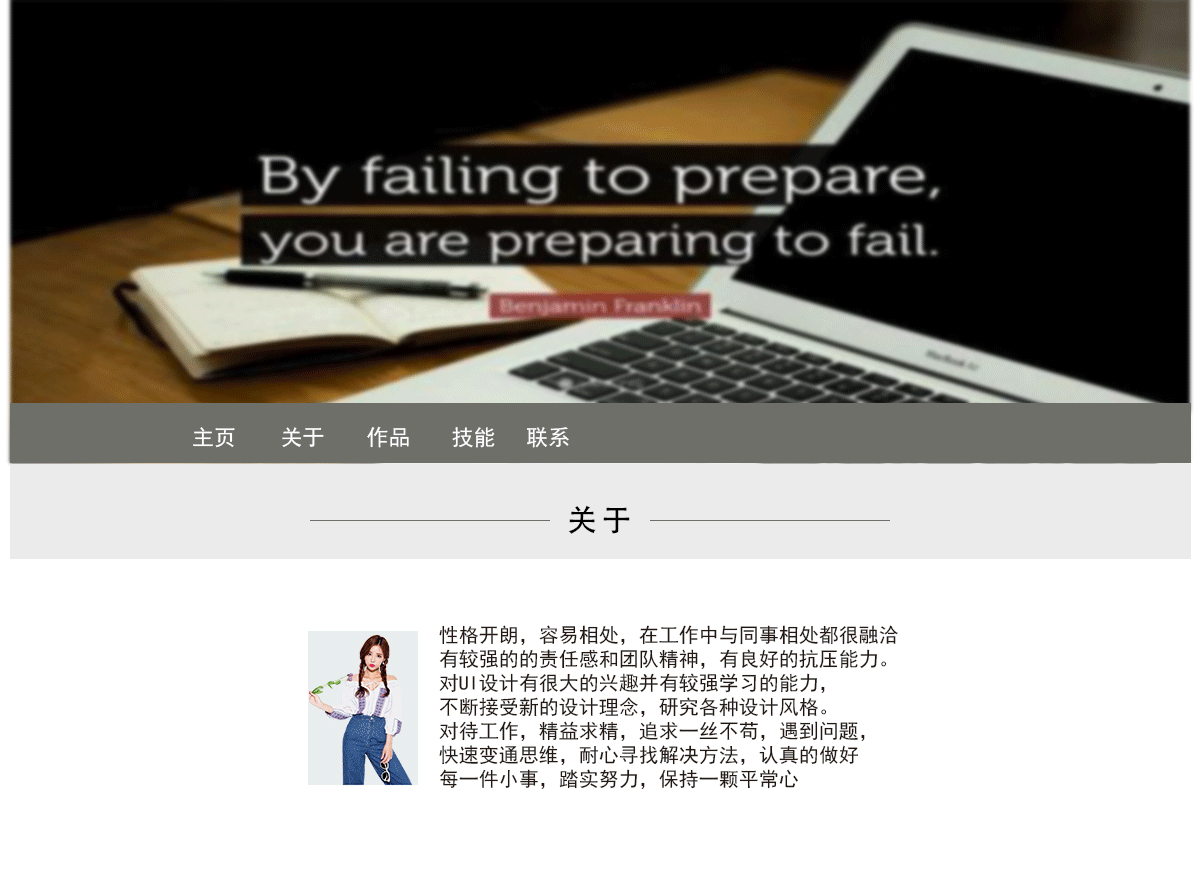 By failing to prepare,
you are preparing to fail.
Benjamin Franklin
主页 关于 作品 技能 联系
关于
性格开朗，容易相处，在工作中与同事相处都很融洽
有较强的的责任感和团队精神，有良好的抗压能力。
对UI设计有很大的兴趣并有较强学习的能力，
不断接受新的设计理念，研究各种设计风格。
对待工作，精益求精，追求一丝不苟，遇到问题，
快速变通思维，耐心寻找解决方法，认真的做好
每一件小事，踏实努力，保持一颗平常心